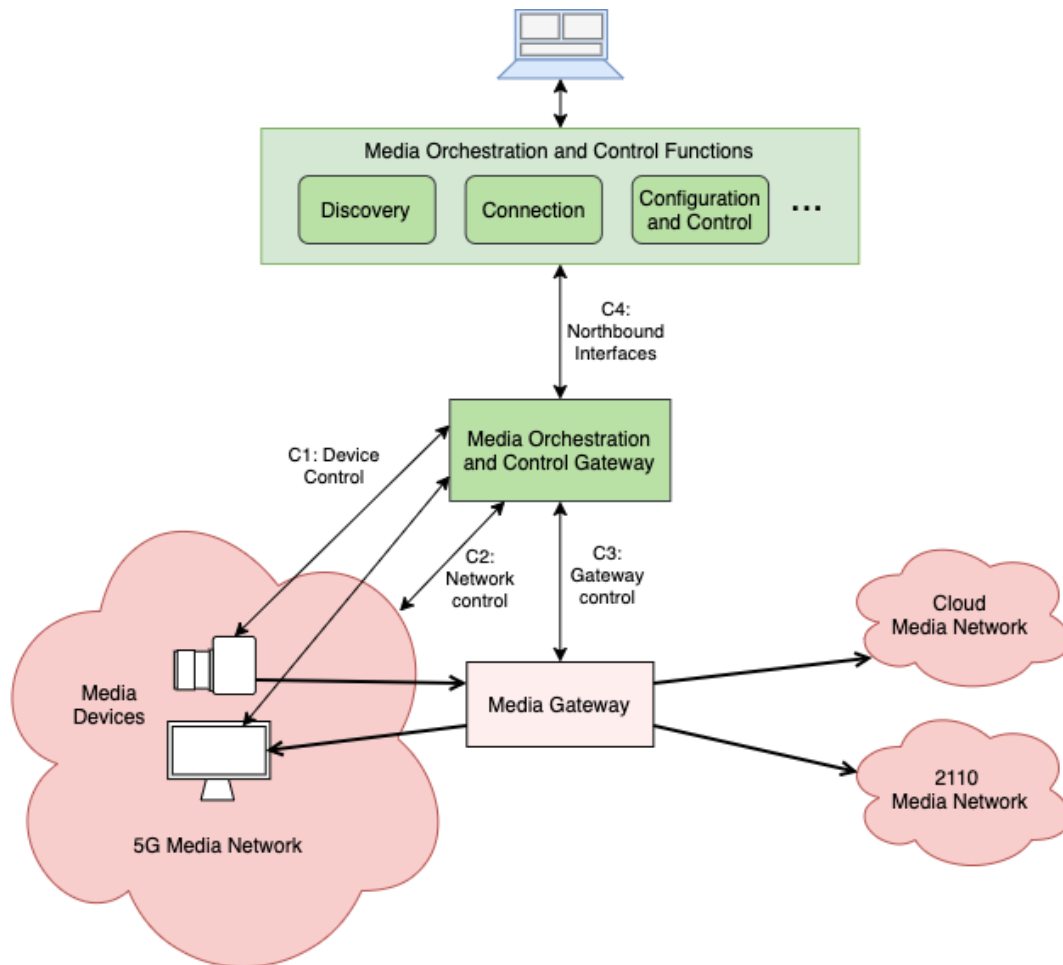 Media Orchestration and Control Functions
Discovery
Connection
Configuration
and Control
...
C4:
Northbound
Interfaces
Media Orchestration
and Control Gateway
C1: Device
Control
C2:
Network
control
C3:
Gateway
control
Cloud
Media Network
Media
Devices
Media Gateway
2110
Media Network
5G Media Network